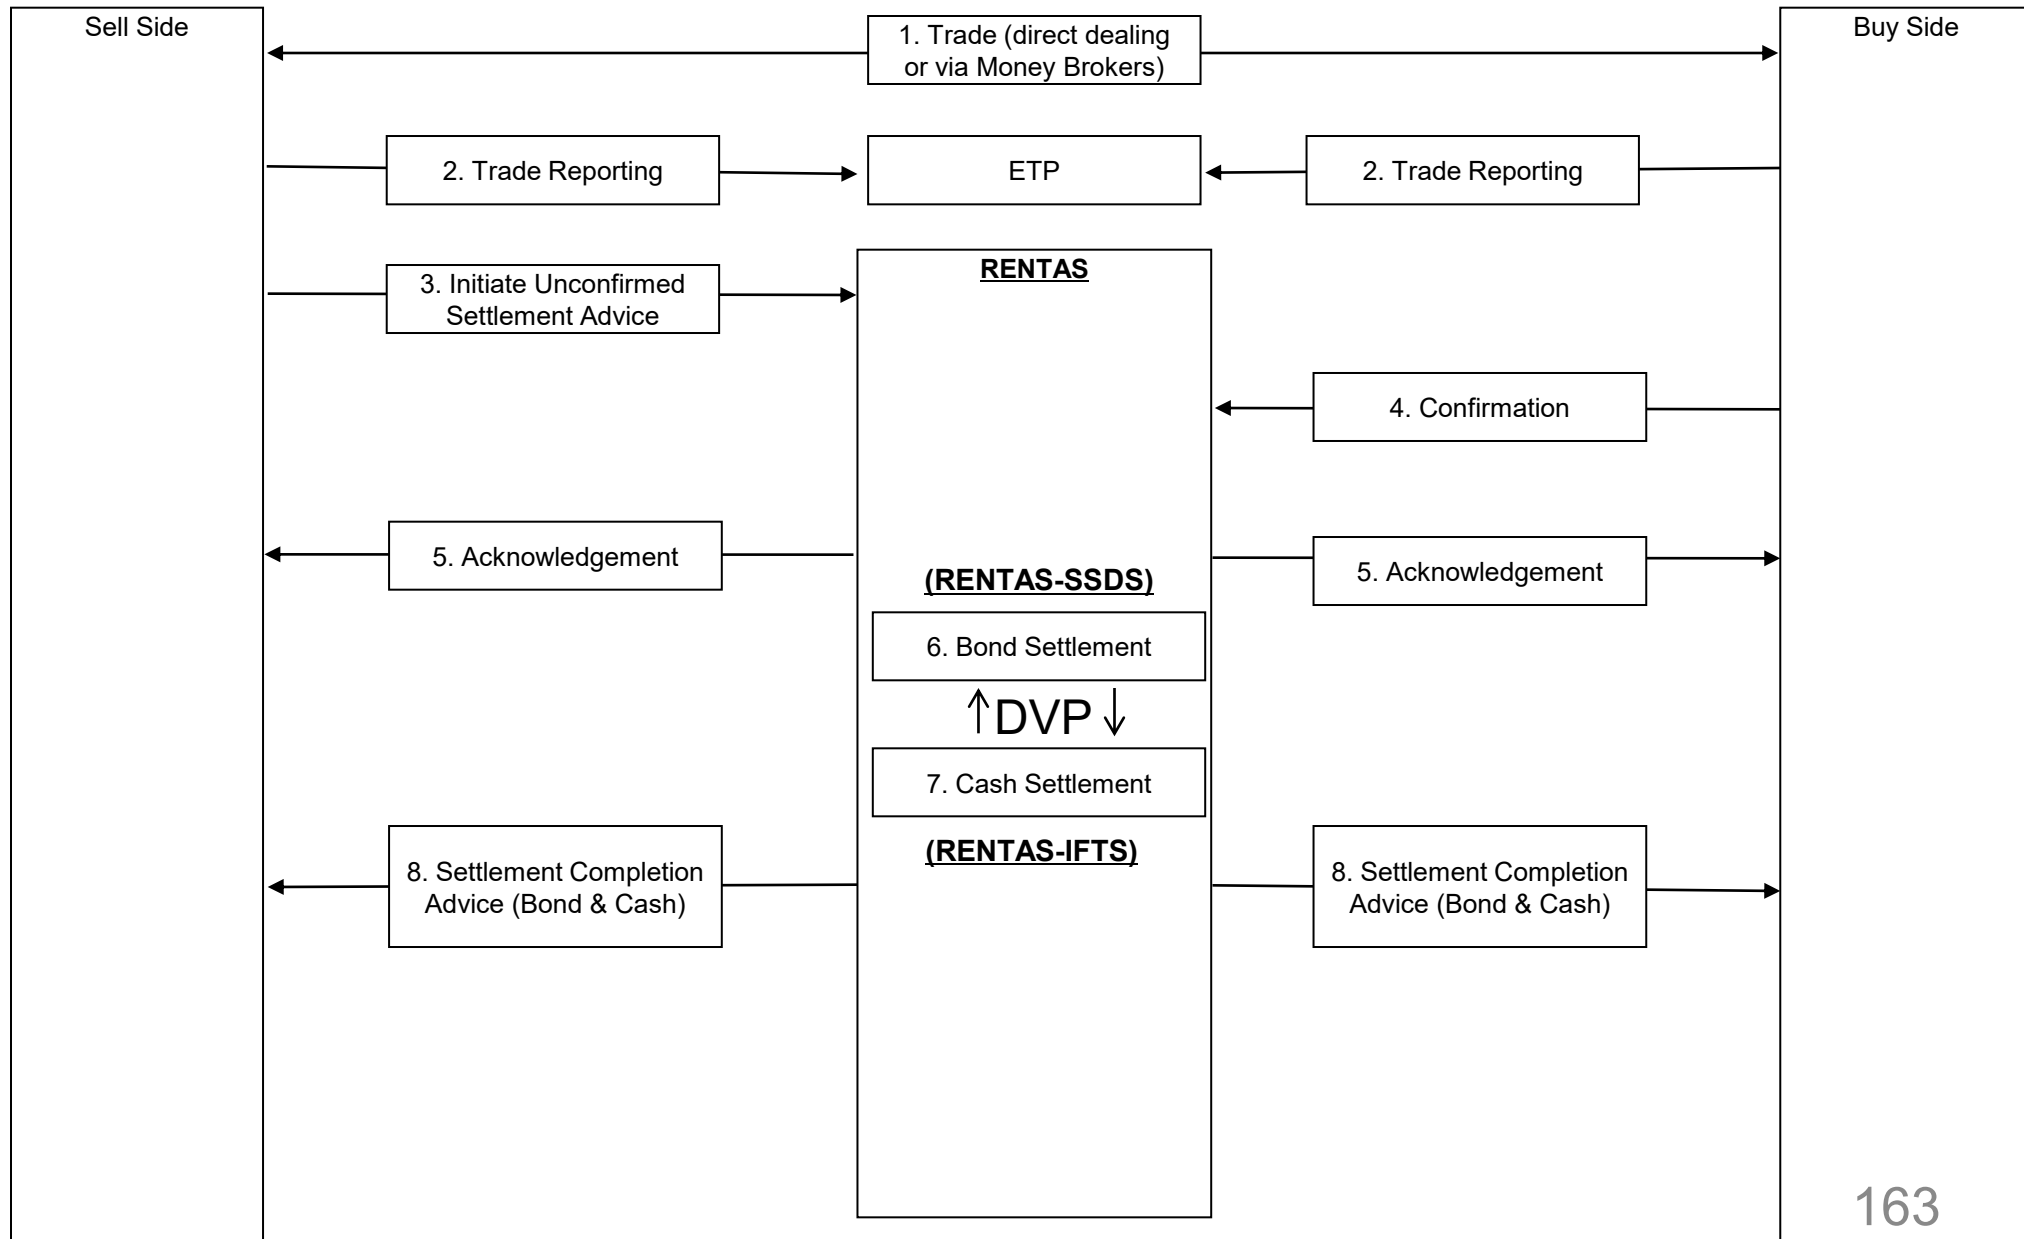 Sell Side
1. Trade (direct dealing
or via Money Brokers)
Buy Side
2. Trade Reporting
ETP
2. Trade Reporting
RENTAS
3. Initiate Unconfirmed
Settlement Advice
4. Confirmation
5. Acknowledgement
5. Acknowledgement
(RENTAS-SSDS)
6. Bond Settlement
DVP
7. Cash Settlement
(RENTAS-IFTS)
8. Settlement Completion
Advice (Bond & Cash)
8. Settlement Completion
Advice (Bond & Cash)
163